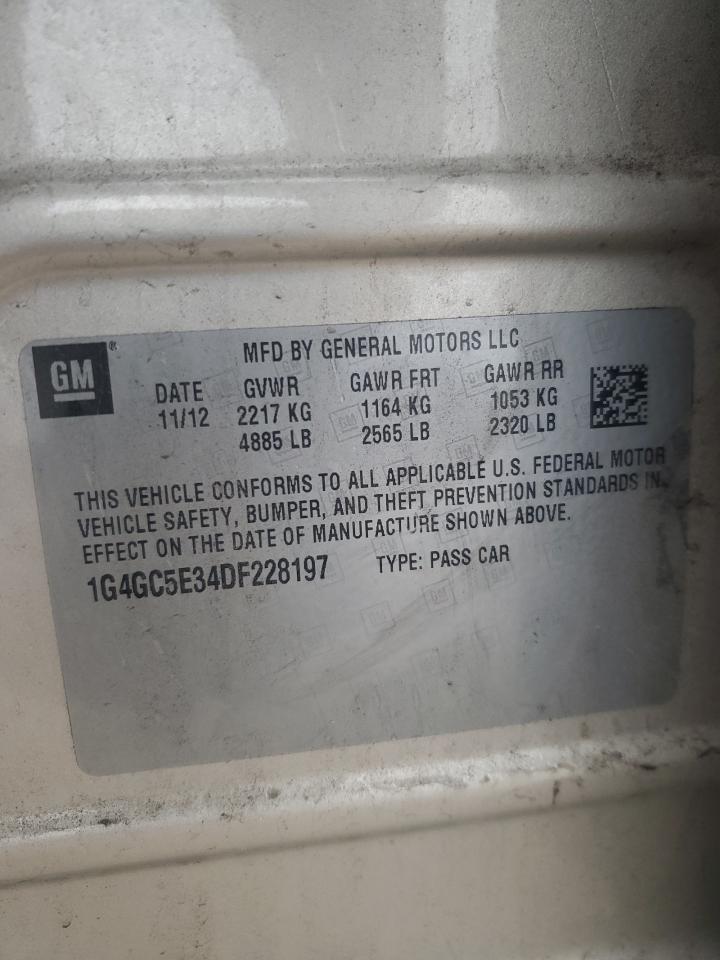 GM®
MFD BY GENERAL MOTORS LLC
DATE GVWR GAWR FRT GAWR RR
11/12 2217 KG 1164 KG 1053 KG
4885 LB 2565 LB 2320 LB
THIS VEHICLE CONFORMS TO ALL APPLICABLE U.S. FEDERAL MOTOR
VEHICLE SAFETY, BUMPER, AND THEFT PREVENTION STANDARDS IN
EFFECT ON THE DATE OF MANUFACTURE SHOWN ABOVE.
1G4GC5E34DF228197 TYPE: PASS CAR